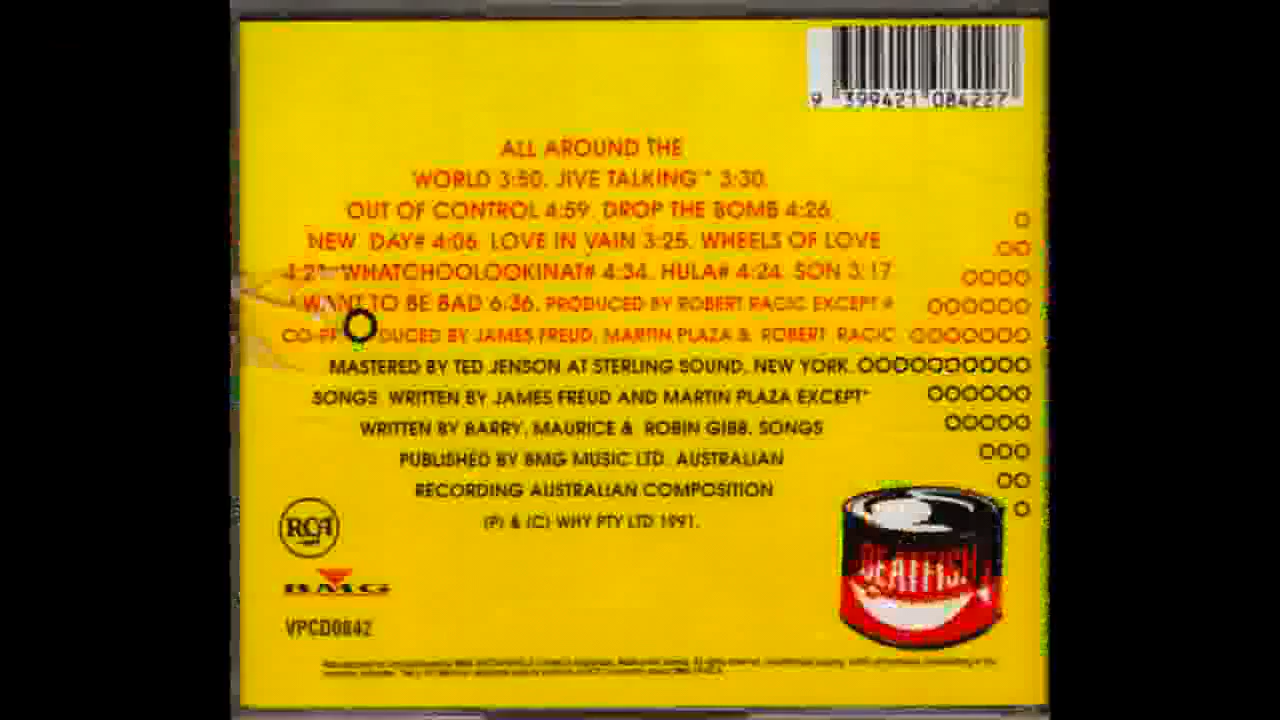 9 399421 084227
ALL AROUND THE
WORLD 3:50. JIVE TALKING* 3:30.
OUT OF CONTROL 4:59. DROP THE BOMB 4:26.
NEW DAY# 4:06. LOVE IN VAIN 3:25. WHEELS OF LOVE
WHATCHOOLOOKINAT# 4:34. HULA# 4:24. SON 3:17
I WANT TO BE BAD 6:36. PRODUCED BY ROBERT RACIC EXCEPT #
DUCED BY JAMES FREUD, MARTIN PLAZA & ROBERT RACIC
MASTERED BY TED JENSON AT STERLING SOUND, NEW YORK.
SONGS WRITTEN BY JAMES FREUD AND MARTIN PLAZA EXCEPT*
WRITTEN BY BARRY, MAURICE & ROBIN GIBB. SONGS
PUBLISHED BY BMG MUSIC LTD. AUSTRALIAN
RECORDING AUSTRALIAN COMPOSITION
(P) & (C) WHY PTY LTD 1991.
RCA
BEATFISH
BMG
VPCD0842